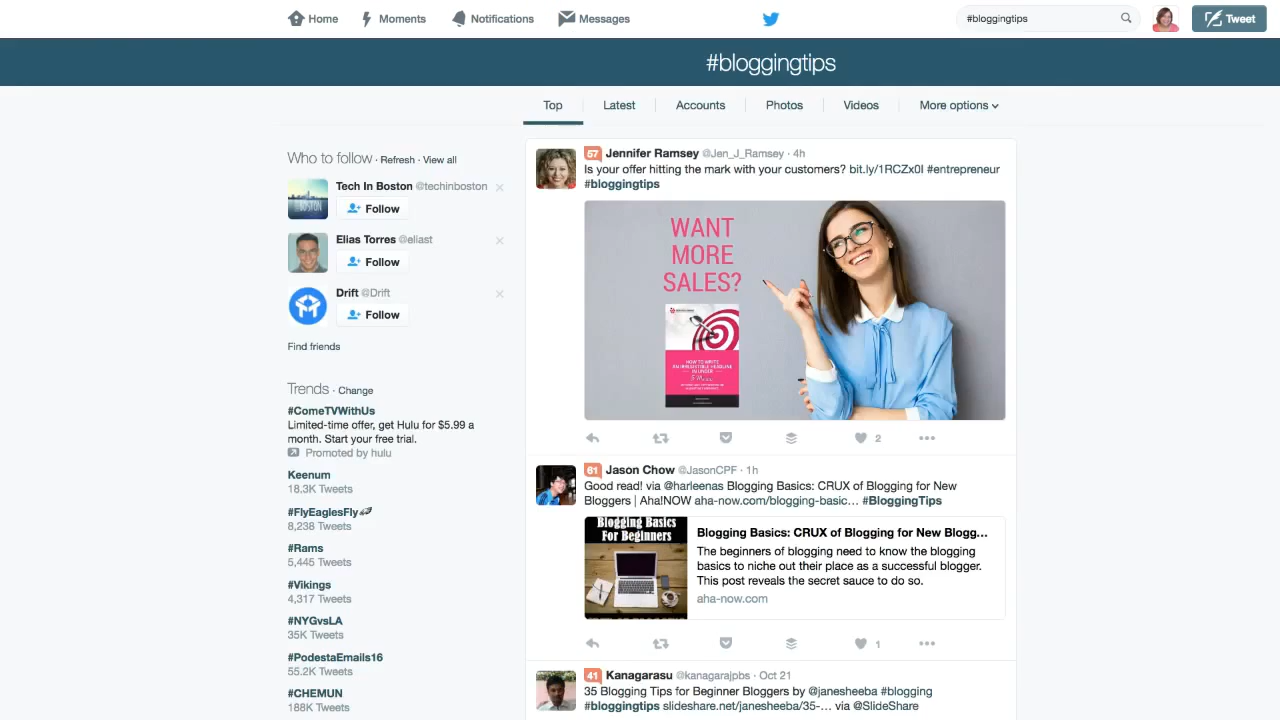 Home
Moments
Notifications
Messages
#bloggingtips
Tweet
#bloggingtips
Top
Latest
Accounts
Photos
Videos
More options
Who to follow · Refresh · View all
Tech In Boston @techinboston
Follow
Elias Torres @eliast
Follow
Drift @Drift
Follow
Find friends
Trends · Change
#ComeTVWithUs
Limited-time offer, get Hulu for $5.99 a
month. Start your free trial.
Promoted by hulu
Keenum
18.3K Tweets
#FlyEaglesFly
8,238 Tweets
#Rams
5,445 Tweets
#Vikings
4,317 Tweets
#NYGvsLA
35K Tweets
#PodestaEmails16
55.2K Tweets
#CHEMUN
188K Tweets
57 Jennifer Ramsey @Jen_J_Ramsey · 4h
Is your offer hitting the mark with your customers? bit.ly/1RCZx0I #entrepreneur
#bloggingtips
WANT
MORE
SALES?
HOW TO WRITE
AN IRRESISTIBLE HEADLINE
IN UNDER
2
61 Jason Chow @JasonCPF · 1h
Good read! via @harleenas Blogging Basics: CRUX of Blogging for New
Bloggers | Aha!NOW aha-now.com/blogging-basic… #BloggingTips
Blogging Basics
For Beginners
Blogging Basics: CRUX of Blogging for New Blogg...
The beginners of blogging need to know the blogging
basics to niche out their place as a successful blogger.
This post reveals the secret sauce to do so.
aha-now.com
1
41 Kanagarasu @kanagarajpbs · Oct 21
35 Blogging Tips for Beginner Bloggers by @janesheeba #blogging
#bloggingtips slideshare.net/janesheeba/35-… via @SlideShare